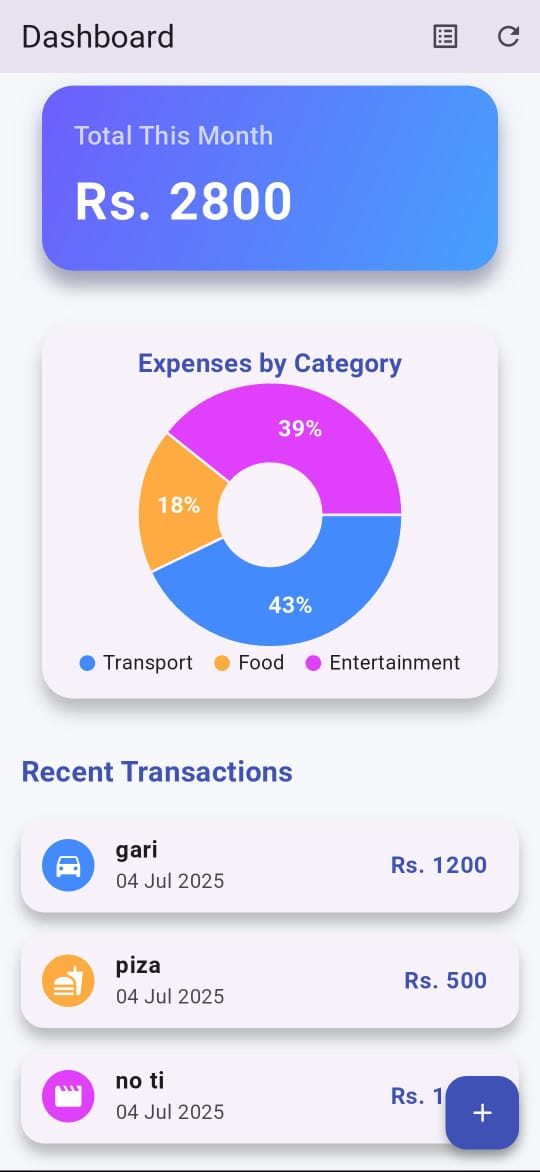 Dashboard
Total This Month
Rs. 2800
Expenses by Category
39%
18%
43%
Transport Food Entertainment
Recent Transactions
gari
04 Jul 2025
Rs. 1200
piza
04 Jul 2025
Rs. 500
no ti
04 Jul 2025
Rs. 1
+